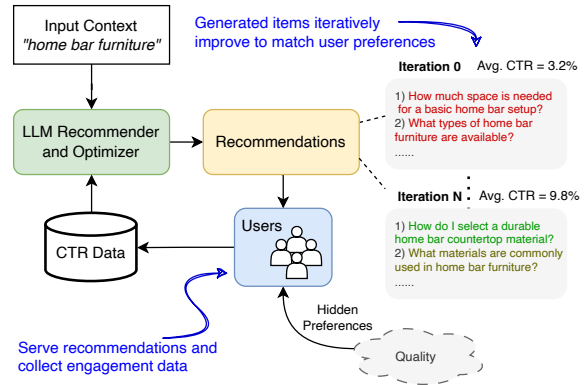 Input Context
"home bar furniture"
Generated items iteratively
improve to match user preferences
Iteration 0 Avg. CTR = 3.2%
1) How much space is needed
for a basic home bar setup?
2) What types of home bar
furniture are available?
......
LLM Recommender
and Optimizer
Recommendations
Iteration N Avg. CTR = 9.8%
1) How do I select a durable
home bar countertop material?
2) What materials are commonly
used in home bar furniture?
......
CTR Data
Users
Hidden
Preferences
Serve recommendations and
collect engagement data
Quality